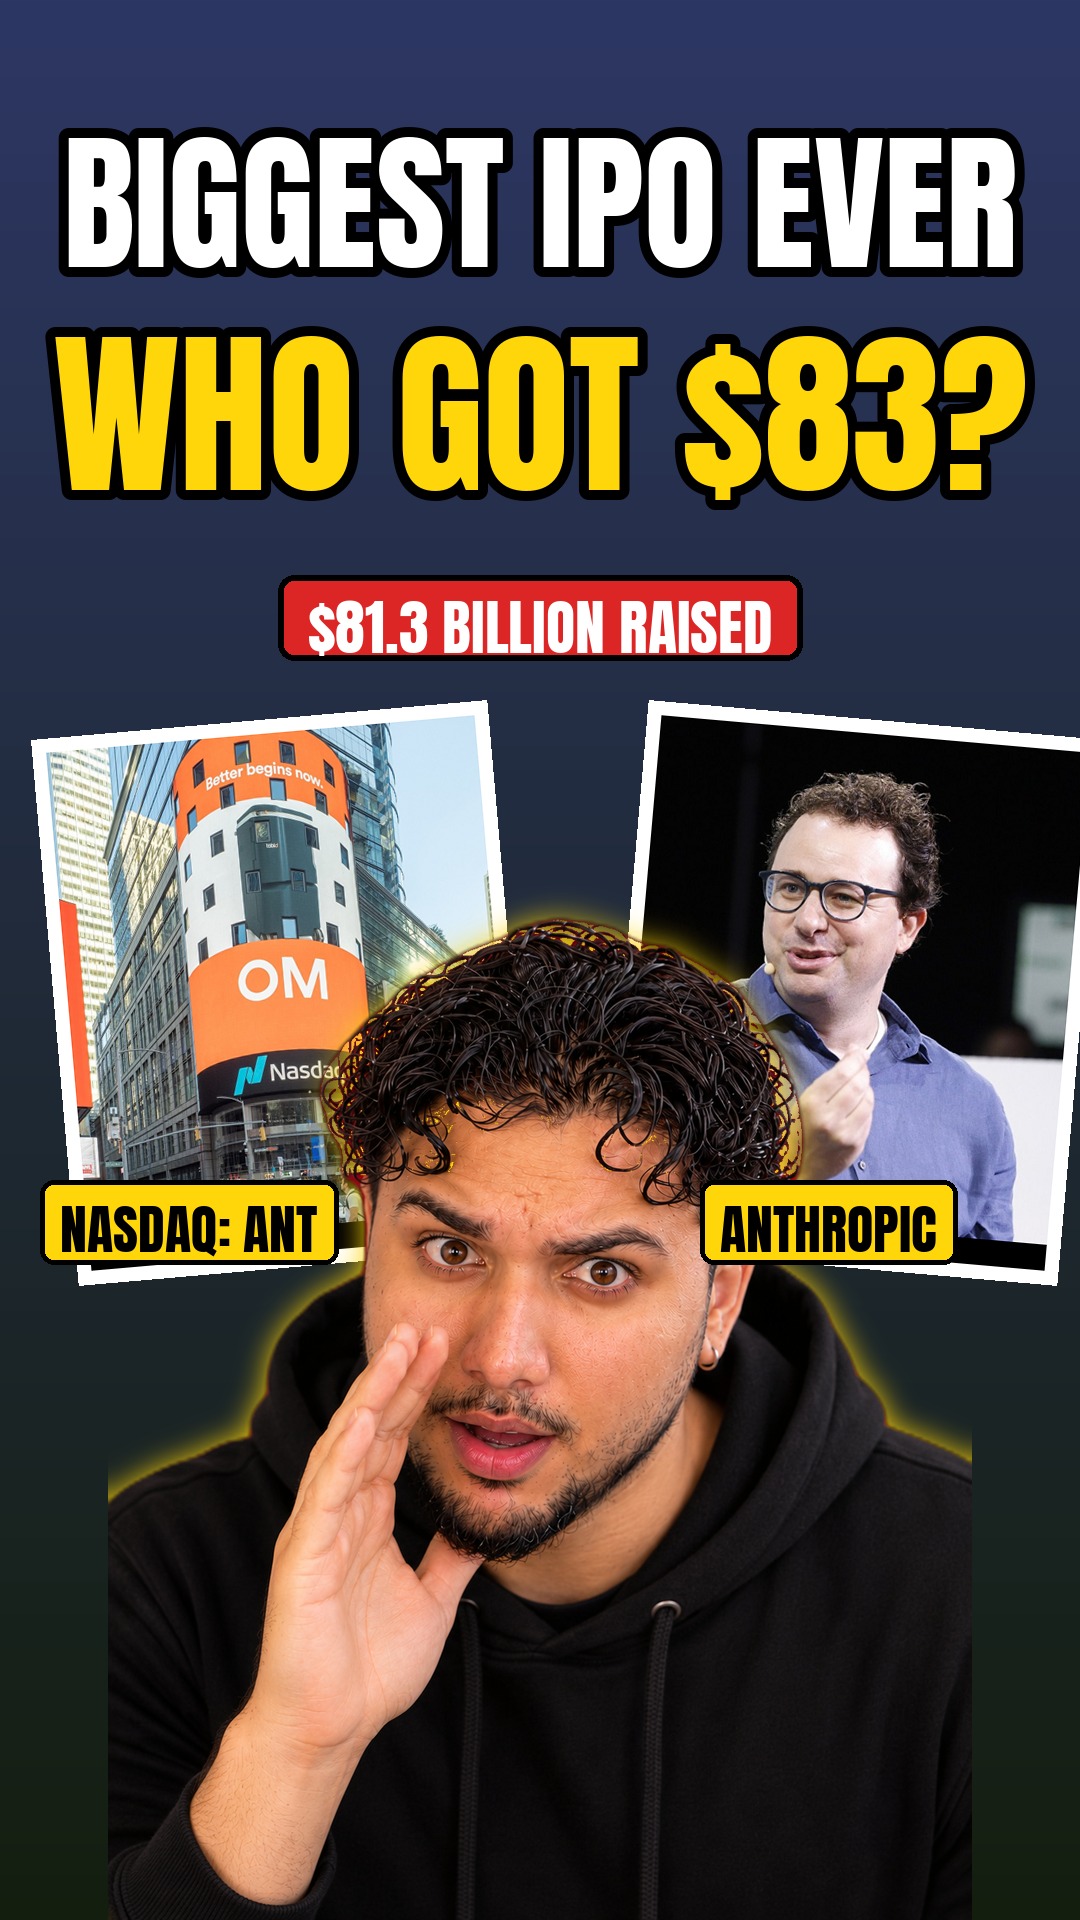 BIGGEST IPO EVER
WHO GOT $83?
$81.3 BILLION RAISED
Better begins now.
OM
Nasdaq
NASDAQ: ANT
ANTHROPIC